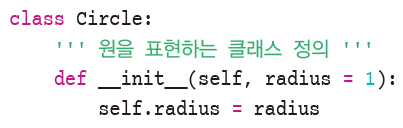 class Circle:
    ''' 원을 표현하는 클래스 정의 '''
    def __init__(self, radius = 1):
        self.radius = radius